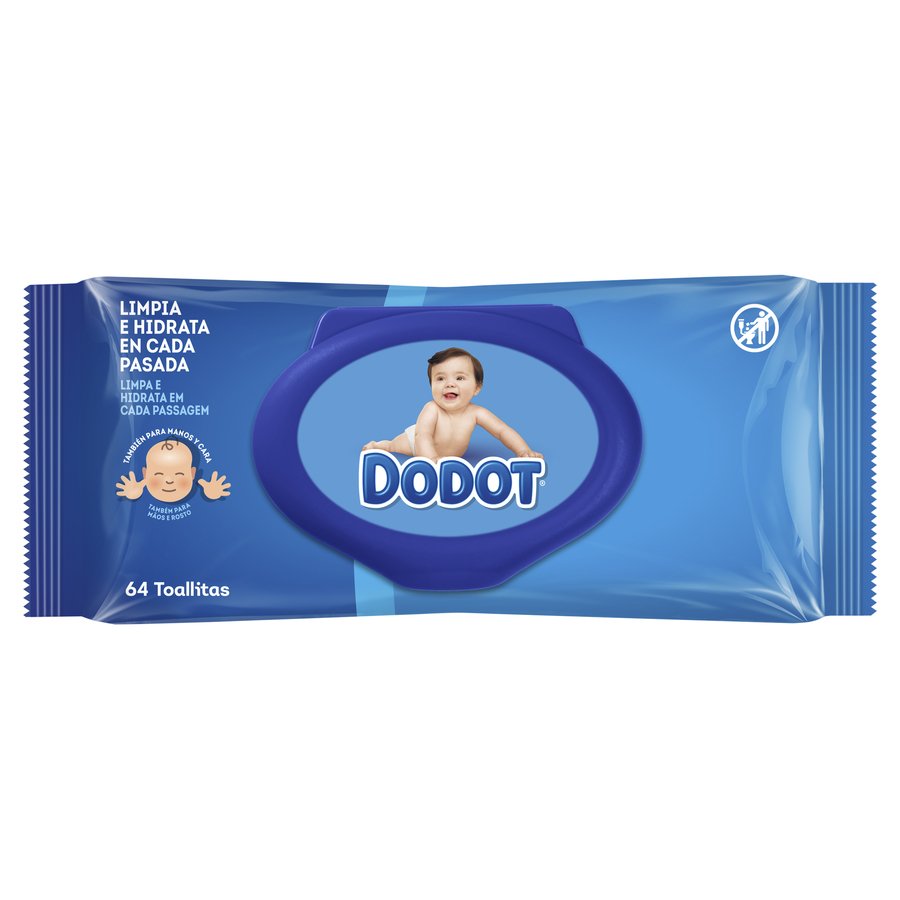 LIMPIA
E HIDRATA
EN CADA
PASADA
LIMPA E
HIDRATA EM
CADA PASSAGEM
TAMBIÉN PARA MANOS Y CARA
TAMBÉM PARA
MÃOS E ROSTO
64 Toallitas
DODOT®